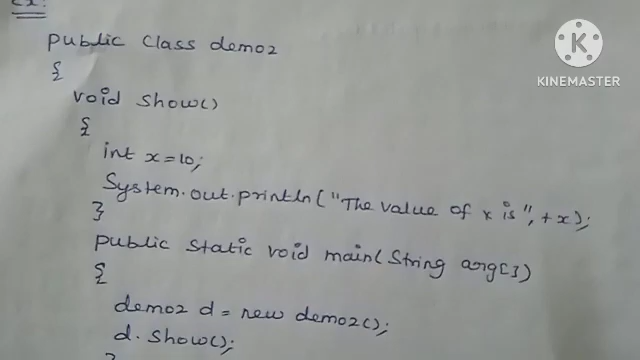 Ex:
public class demo2
{
void show()
{
int x=10;
System.out.println("The value of x is",+x);
}
public static void main(String arg[])
{
demo2 d = new demo2();
d.show();
}
K
KINEMASTER